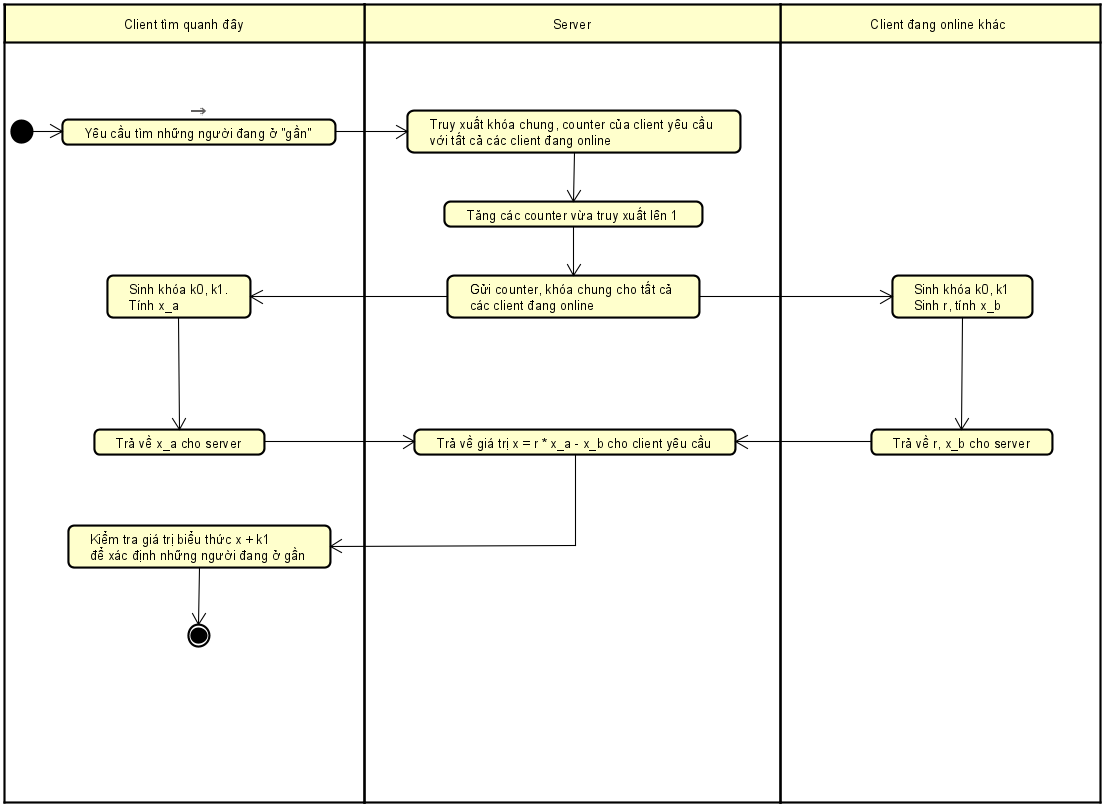 Client tìm quanh đây
Server
Client đang online khác
Yêu cầu tìm những người đang ở "gần"
Truy xuất khóa chung, counter của client yêu cầu
với tất cả các client đang online
Tăng các counter vừa truy xuất lên 1
Sinh khóa k0, k1.
Tính x_a
Gửi counter, khóa chung cho tất cả
các client đang online
Sinh khóa k0, k1
Sinh r, tính x_b
Trả về x_a cho server
Trả về giá trị x = r * x_a - x_b cho client yêu cầu
Trả về r, x_b cho server
Kiểm tra giá trị biểu thức x + k1
để xác định những người đang ở gần